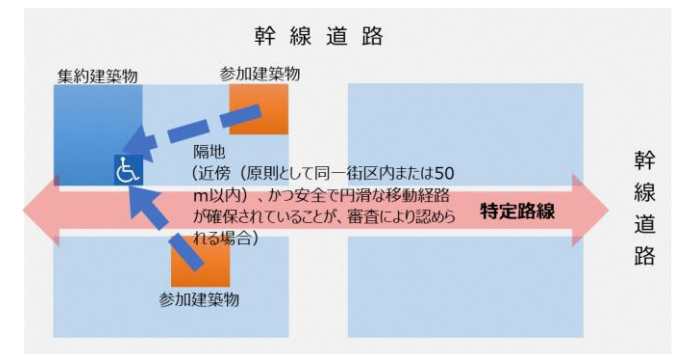 幹線道路
集約建築物
参加建築物
隔地
（近傍（原則として同一街区内または50
m以内）、かつ安全で円滑な移動経路
が確保されていることが、審査により認めら
れる場合）
特定路線
幹線道路
参加建築物